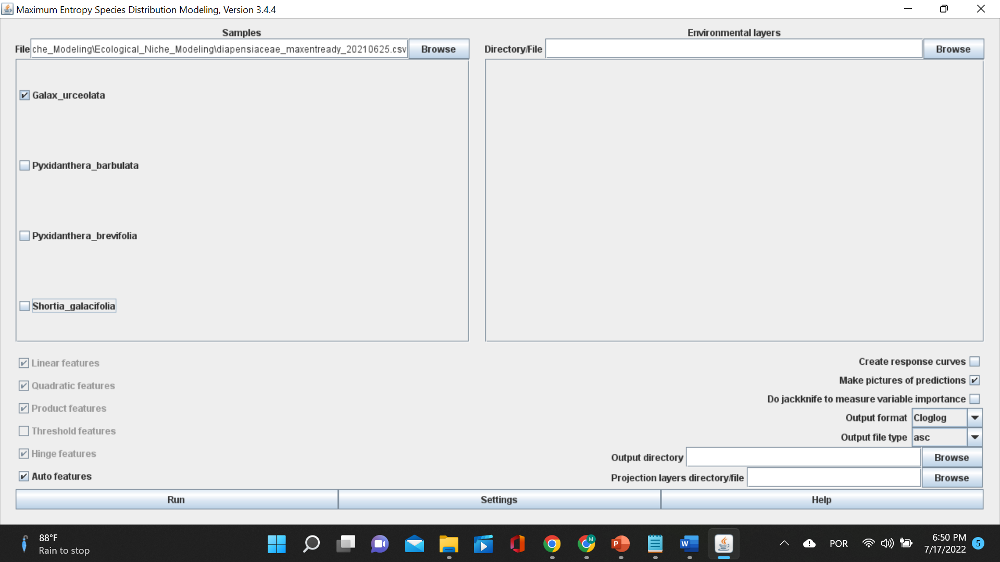 Maximum Entropy Species Distribution Modeling, Version 3.4.4
Samples
File che_Modeling\Ecological_Niche_Modeling\diapensiaceae_maxentready_20210625.csv Browse
Galax_urceolata
Pyxidanthera_barbulata
Pyxidanthera_brevifolia
Shortia_galacifolia
Environmental layers
Directory/File Browse
Linear features
Quadratic features
Product features
Threshold features
Hinge features
Auto features
Create response curves
Make pictures of predictions
Do jackknife to measure variable importance
Output format Cloglog
Output file type asc
Output directory Browse
Projection layers directory/file Browse
Run Settings Help
88°F
Rain to stop
M
P
W
POR
6:50 PM
7/17/2022
5